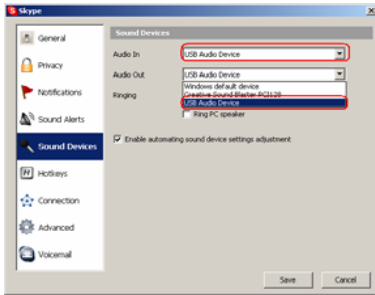 Skype
General
Privacy
Notifications
Sound Alerts
Sound Devices
Hotkeys
Connection
Advanced
Voicemail
Sound Devices
Audio In
USB Audio Device
Audio Out
USB Audio Device
Windows default device
Creative Sound Blaster PCI128
USB Audio Device
Ringing
Ring PC speaker
Enable automating sound device settings adjustment
Save
Cancel